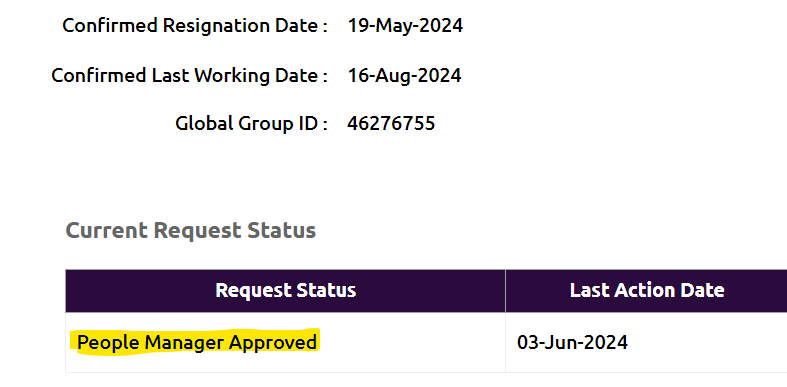 Confirmed Resignation Date : 19-May-2024
Confirmed Last Working Date : 16-Aug-2024
Global Group ID : 46276755
Current Request Status
Request Status Last Action Date
People Manager Approved 03-Jun-2024